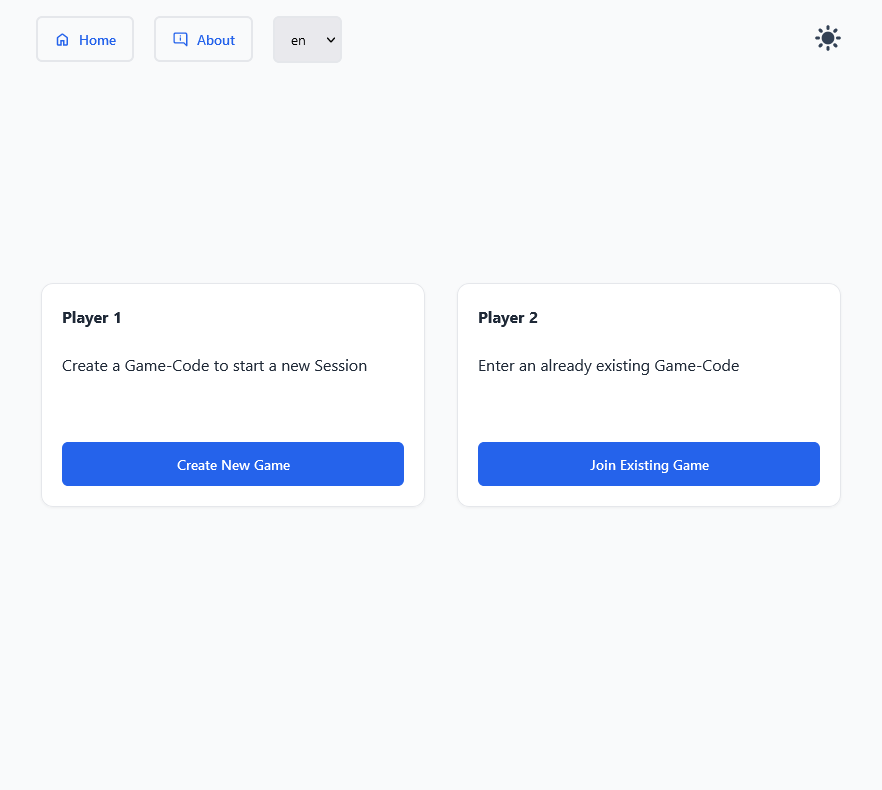 Home
About
en
Player 1
Create a Game-Code to start a new Session
Create New Game
Player 2
Enter an already existing Game-Code
Join Existing Game